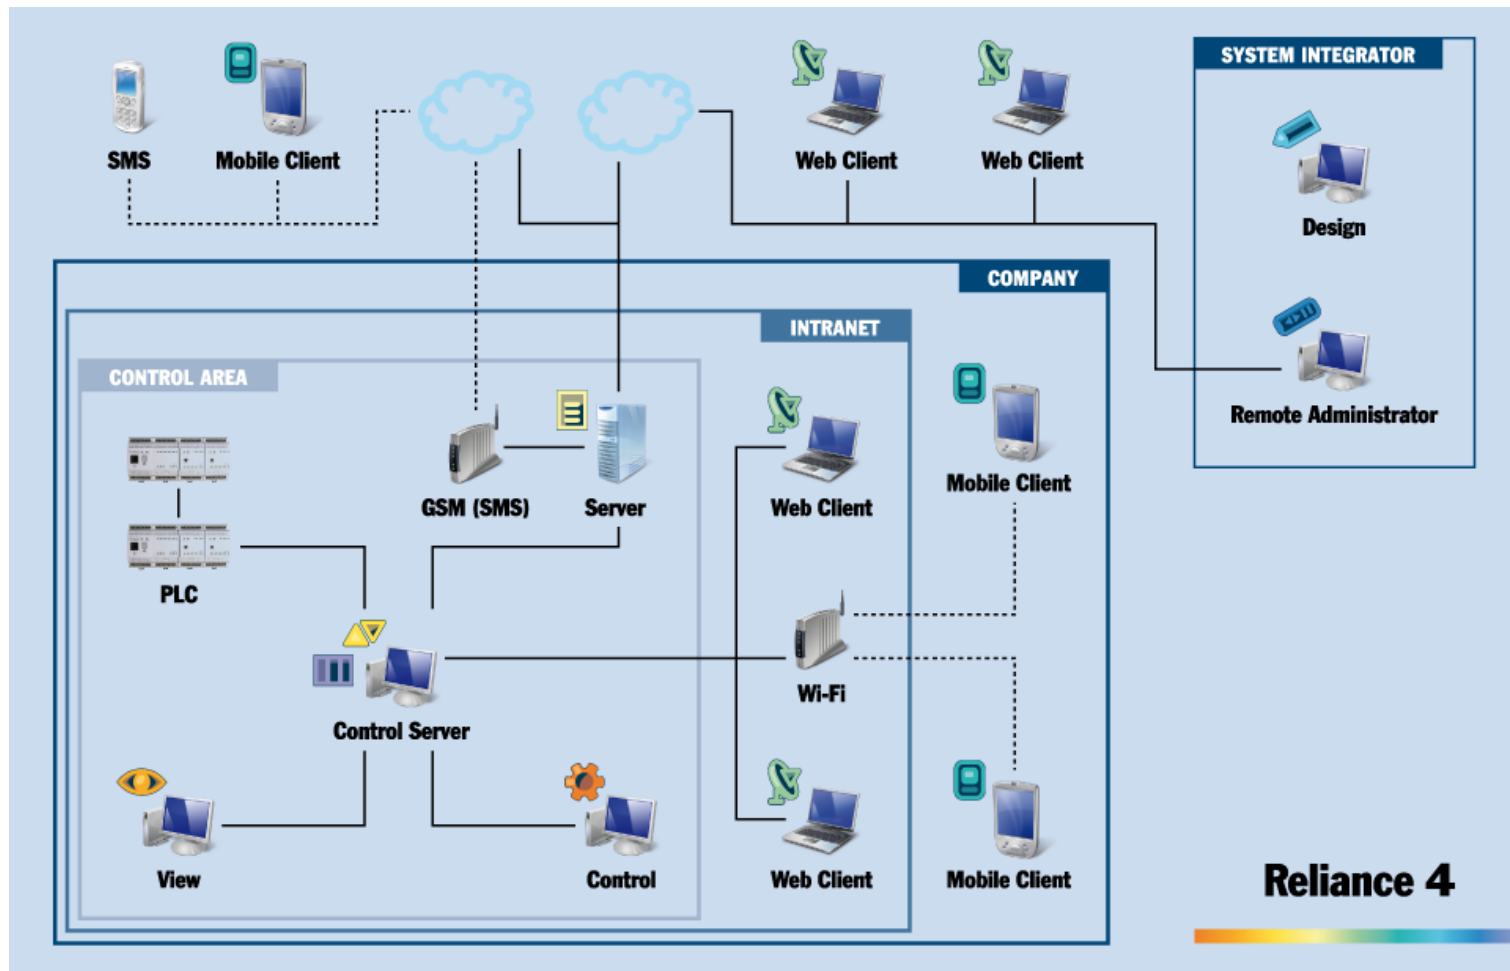 SMS
Mobile Client
Web Client
Web Client
SYSTEM INTEGRATOR
Design
Remote Administrator
COMPANY
INTRANET
CONTROL AREA
GSM (SMS)
Server
Web Client
Mobile Client
PLC
Wi-Fi
Control Server
View
Control
Web Client
Mobile Client
Reliance 4